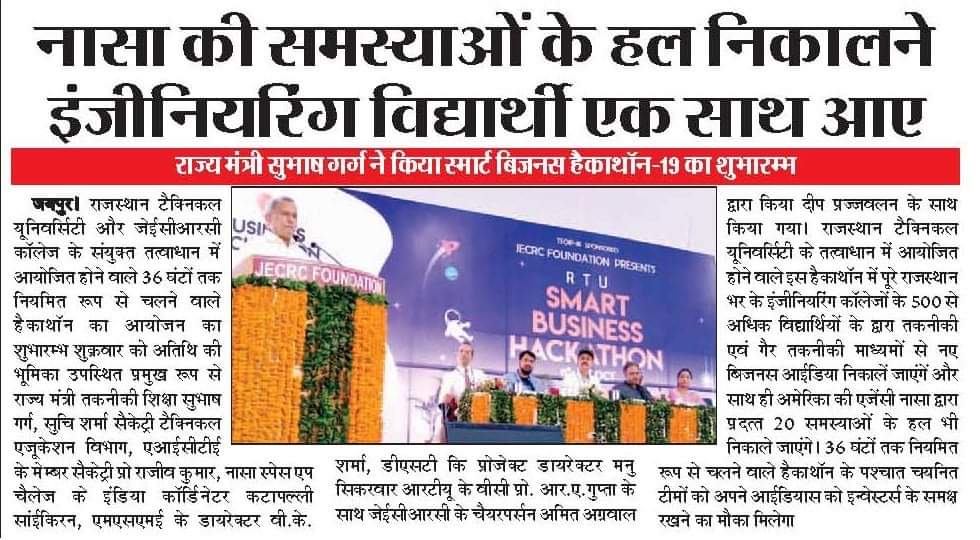 नासा की समस्याओं के हल निकालने
इंजीनियरिंग विद्यार्थी एक साथ आए
राज्य मंत्री सुभाष गर्ग ने किया स्मार्ट बिजनस हैकाथॉन-19 का शुभारम्भ
जयपुर। राजस्थान टैक्निकल
यूनिवर्सिटी और जेईसीआरसी
कॉलेज के संयुक्त तत्वाधान में
आयोजित होने वाले 36 घंटों तक
नियमित रूप से चलने वाले
हैकाथॉन का आयोजन का
शुभारम्भ शुक्रवार को अतिथि की
भूमिका उपस्थित प्रमुख रूप से
राज्य मंत्री तकनीकी शिक्षा सुभाष
गर्ग, सुचि शर्मा सैकेट्री टैक्निकल
एजूकेशन विभाग, एआईसीटीई
के मेम्बर सैकेट्री प्रो राजीव कुमार, नासा स्पेस एप
चैलेज के इंडिया कॉर्डिनेटर कटापल्ली
सांईकिरन, एमएसएमई के डायरेक्टर वी.के.
BUSINESS
JECRC FOUNDATION
TEQIP-III SPONSORED
JECRC FOUNDATION PRESENTS
RTU
SMART
BUSINESS
HACKATHON
शर्मा, डीएसटी कि प्रोजेक्ट डायरेक्टर मनु
सिकरवार आरटीयू के वीसी प्रो. आर.ए.गुप्ता के
साथ जेईसीआरसी के चैयरपर्सन अमित अग्रवाल
द्वारा किया दीप प्रज्जवलन के साथ
किया गया। राजस्थान टैक्निकल
यूनिवर्सिटी के तत्वाधान में आयोजित
होने वाले इस हैकाथॉन में पूरे राजस्थान
भर के इंजीनियरिंग कॉलेजों के 500 से
अधिक विद्यार्थियों के द्वारा तकनीकी
एवं गैर तकनीकी माध्यमों से नए
बिजनस आईडिया निकालें जाएंगें और
साथ ही अमेरिका की एजेंसी नासा द्वारा
प्रदत्त 20 समस्याओं के हल भी
निकाले जाएंगे। 36 घंटों तक नियमित
रूप से चलने वाले हैकाथॉन के पश्चात चयनित
टीमों को अपने आईडियास को इन्वेस्टर्स के समक्ष
रखने का मौका मिलेगा